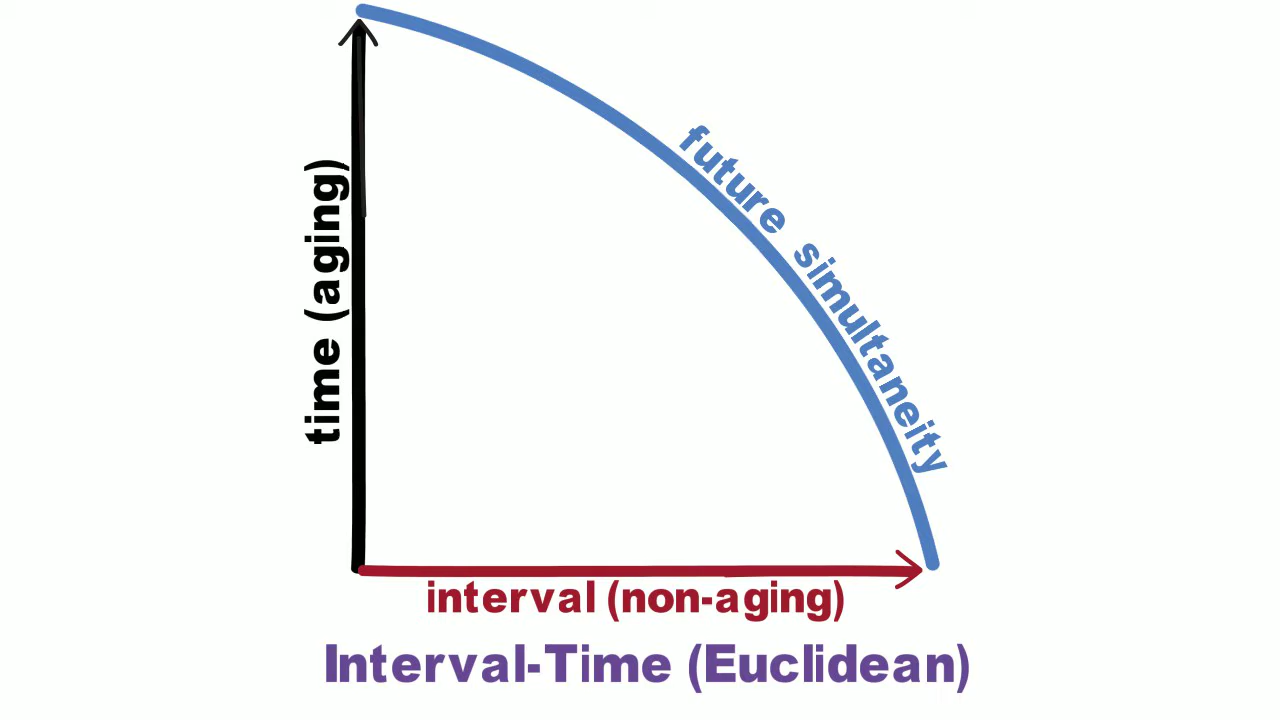 time (aging)
future simultaneity
interval (non-aging)
Interval-Time (Euclidean)